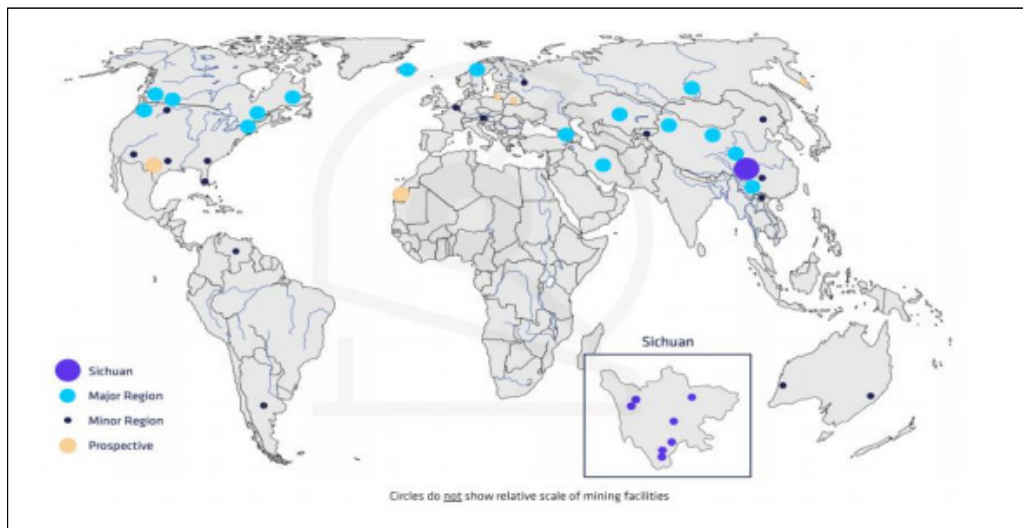 Sichuan
Sichuan
Major Region
Minor Region
Prospective
Circles do not show relative scale of mining facilities